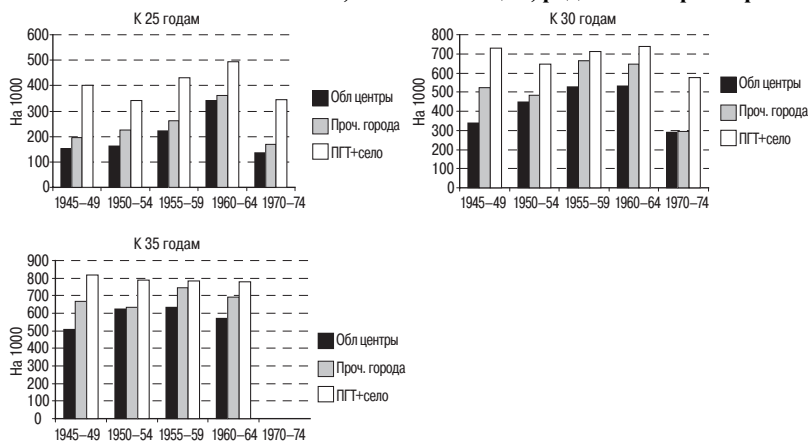 К 25 годам
600
500
400
300
200
100
0
На 1000
1945–49 1950–54 1955–59 1960–64 1970–74
Обл центры
Проч. города
ПГТ+село
К 30 годам
800
700
600
500
400
300
200
100
0
На 1000
1945–49 1950–54 1955–59 1960–64 1970–74
Обл центры
Проч. города
ПГТ+село
К 35 годам
900
800
700
600
500
400
300
200
100
0
На 1000
1945–49 1950–54 1955–59 1960–64 1970–74
Обл центры
Проч. города
ПГТ+село